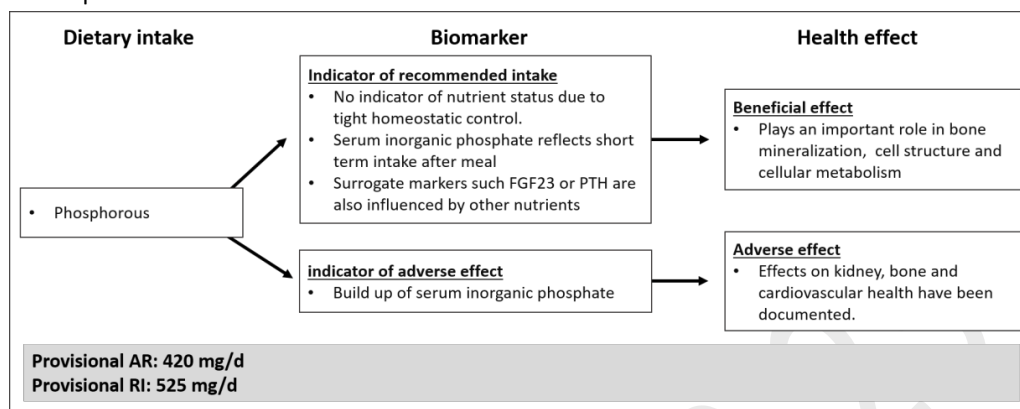 Dietary intake
Biomarker
Health effect
Indicator of recommended intake
• No indicator of nutrient status due to
tight homeostatic control.
• Serum inorganic phosphate reflects short
term intake after meal
• Surrogate markers such FGF23 or PTH are
also influenced by other nutrients
Beneficial effect
• Plays an important role in bone
mineralization, cell structure and
cellular metabolism
• Phosphorous
indicator of adverse effect
• Build up of serum inorganic phosphate
Adverse effect
• Effects on kidney, bone and
cardiovascular health have been
documented.
Provisional AR: 420 mg/d
Provisional RI: 525 mg/d